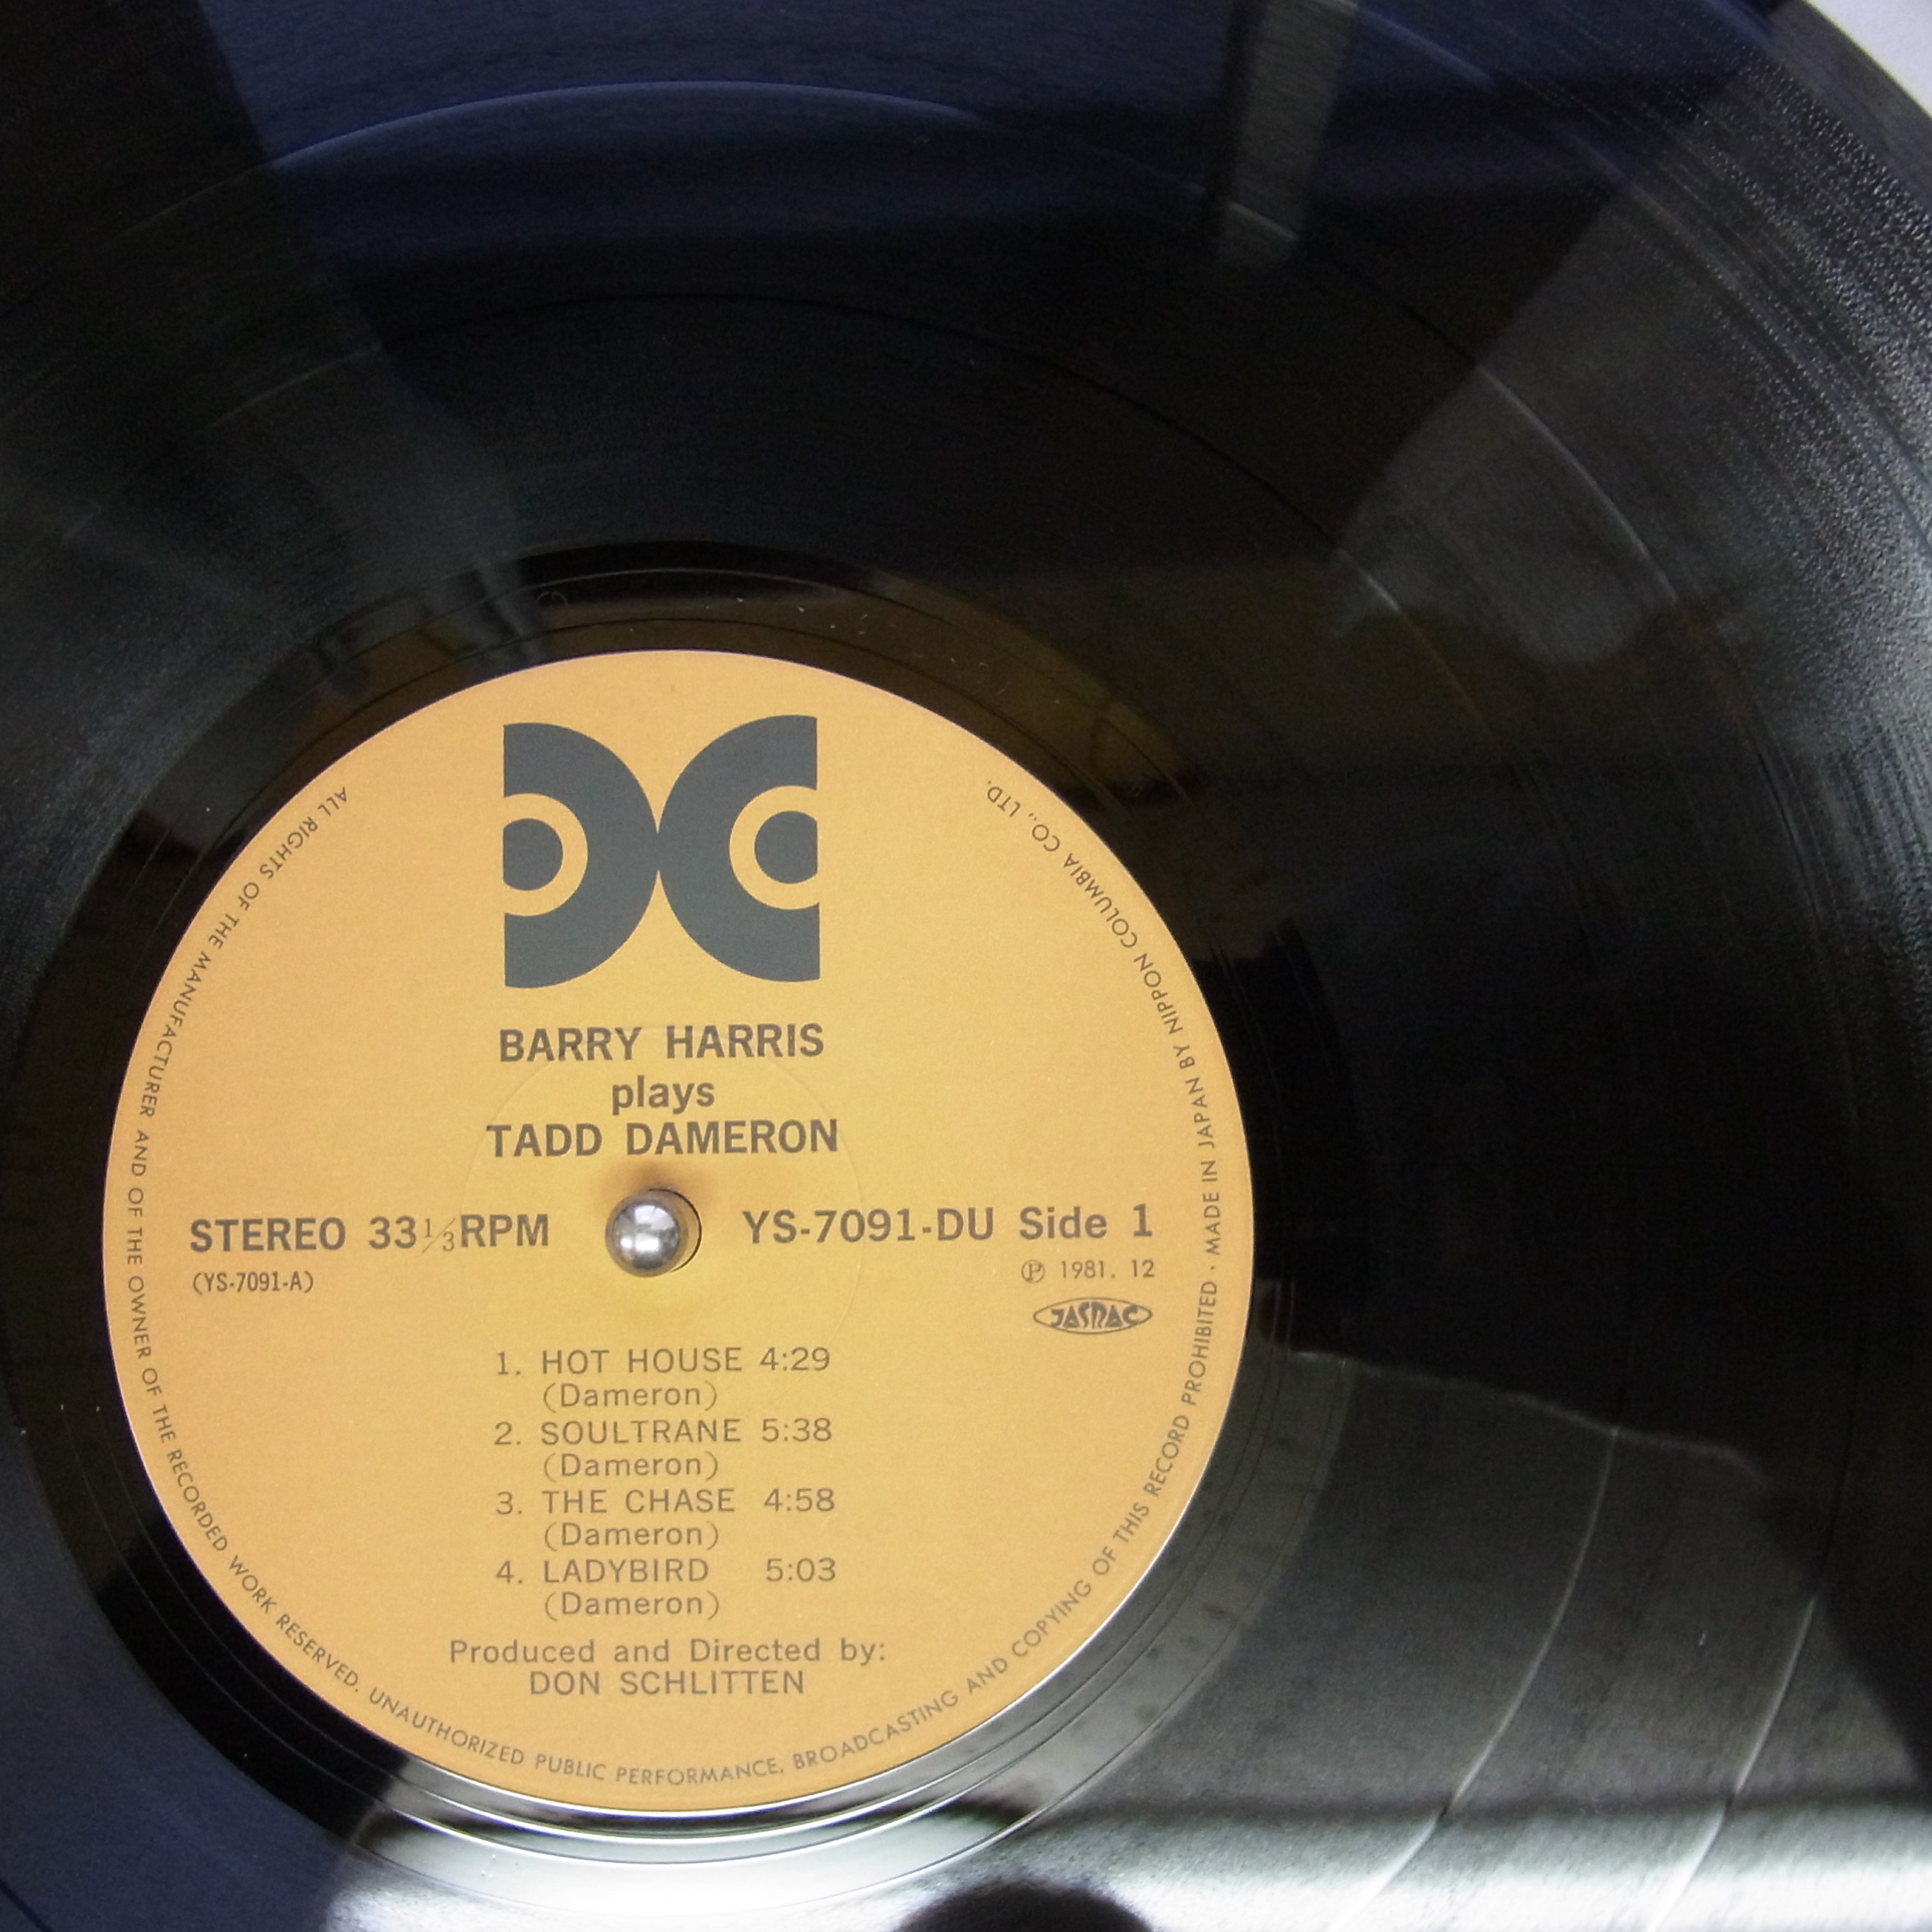 BARRY HARRIS
plays
TADD DAMERON
STEREO 33⅓RPM YS-7091-DU Side 1
(YS-7091-A) Ⓟ 1981. 12
JASRAC
1. HOT HOUSE 4:29
(Dameron)
2. SOULTRANE 5:38
(Dameron)
3. THE CHASE 4:58
(Dameron)
4. LADYBIRD 5:03
(Dameron)
Produced and Directed by:
DON SCHLITTEN
ALL RIGHTS OF THE MANUFACTURER AND OF THE OWNER OF THE RECORDED WORK RESERVED. UNAUTHORIZED PUBLIC PERFORMANCE, BROADCASTING AND COPYING OF THIS RECORD PROHIBITED · MADE IN JAPAN BY NIPPON COLUMBIA CO., LTD.